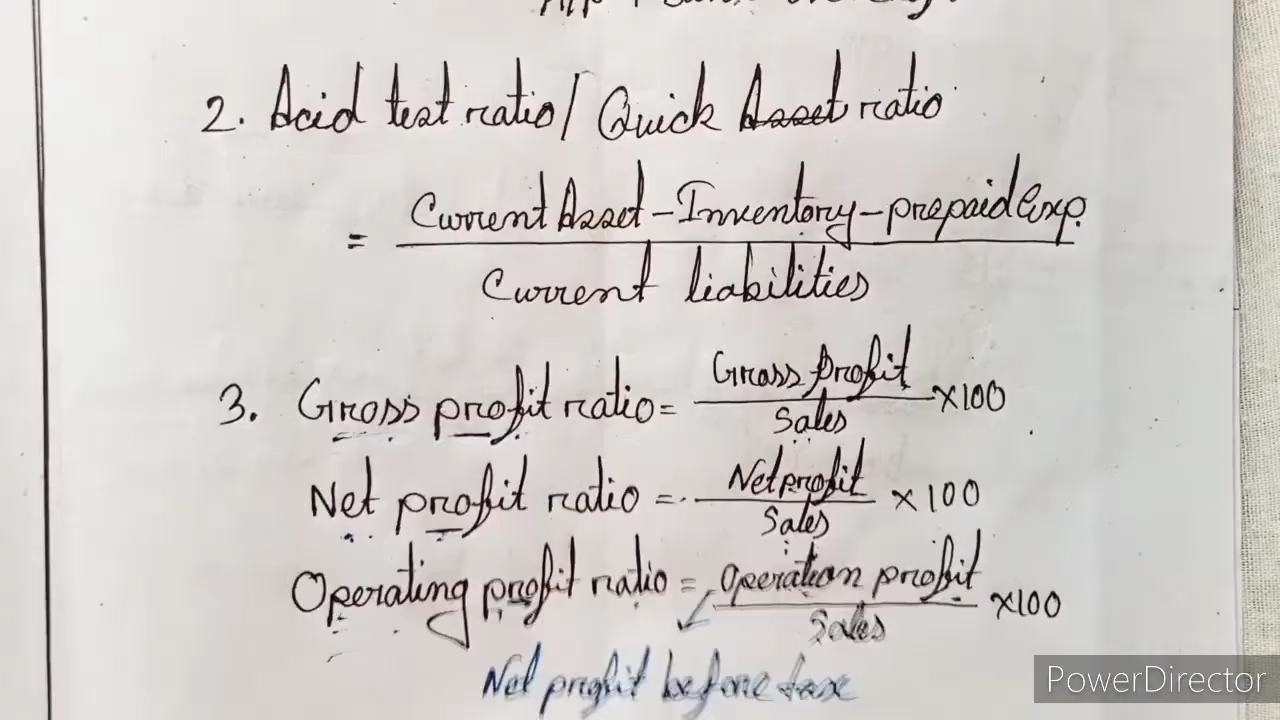 2. Acid test ratio/ Quick Asset ratio
= Current Asset - Inventory - prepaid Exp.
Current liabilities
3. Gross profit ratio = Gross profit
Sales
×100
Net profit ratio = Net profit
Sales
× 100
Operating profit ratio = Operation profit
Sales
×100
Net profit before tax
PowerDirector